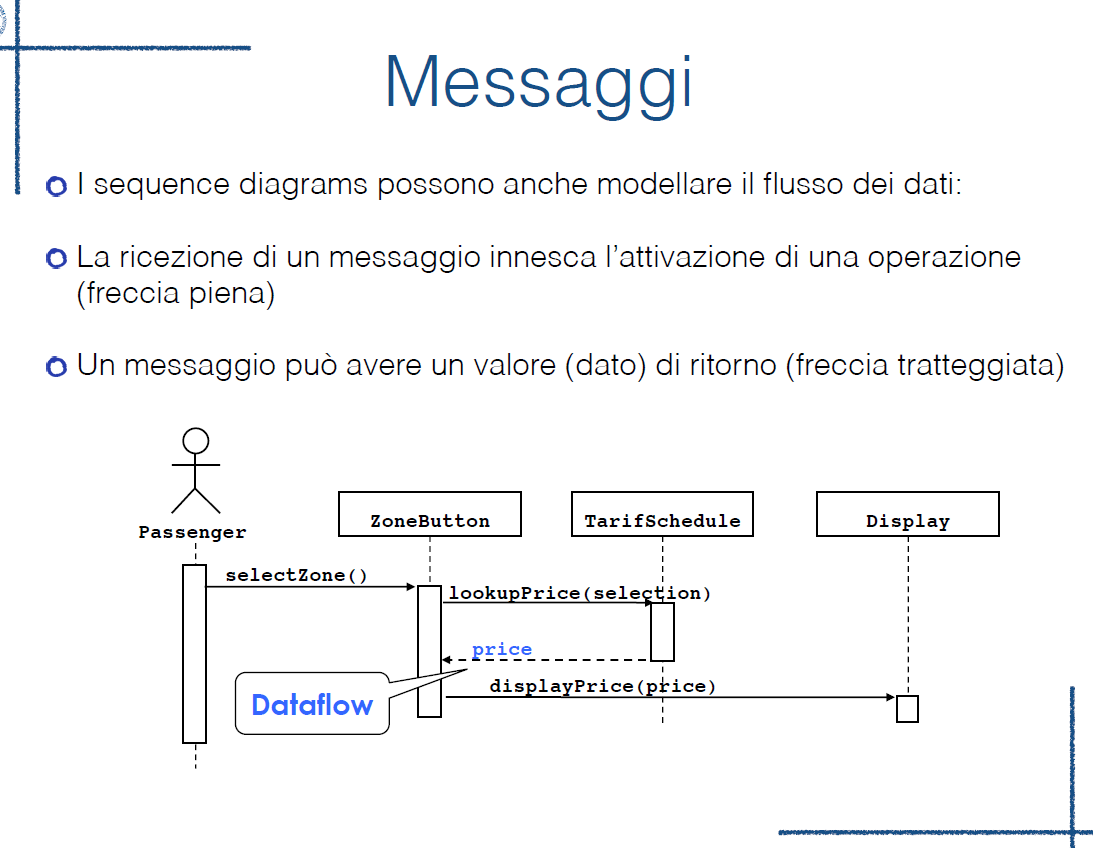 Messaggi
I sequence diagrams possono anche modellare il flusso dei dati:
La ricezione di un messaggio innesca l’attivazione di una operazione
(freccia piena)
Un messaggio può avere un valore (dato) di ritorno (freccia tratteggiata)
Passenger
ZoneButton
TarifSchedule
Display
selectZone()
lookupPrice(selection)
price
displayPrice(price)
Dataflow